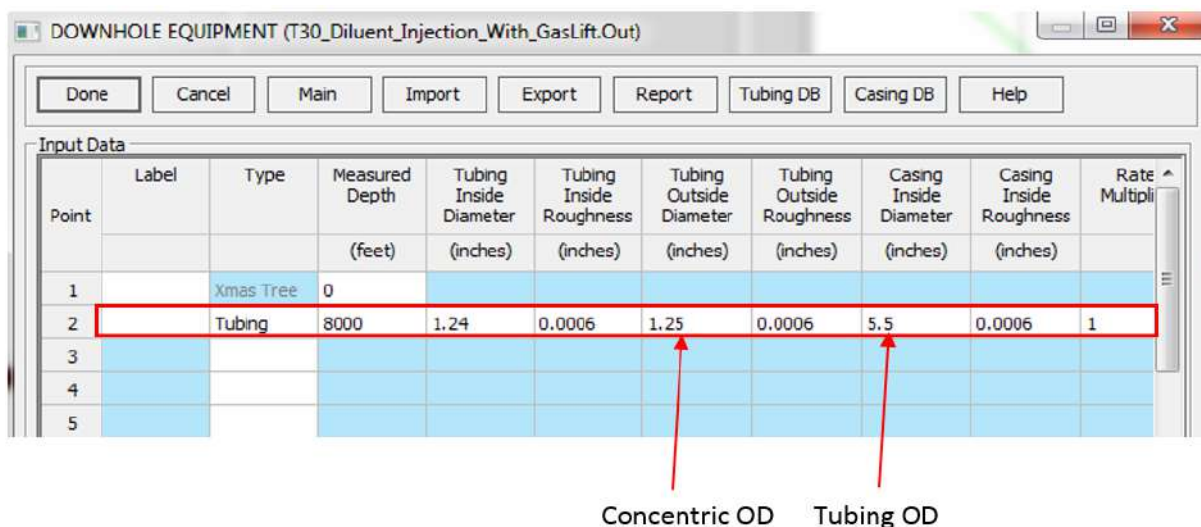 DOWNHOLE EQUIPMENT (T30_Diluent_Injection_With_GasLift.Out)
Done Cancel Main Import Export Report Tubing DB Casing DB Help
Input Data
Point Label Type Measured Depth Tubing Inside Diameter Tubing Inside Roughness Tubing Outside Diameter Tubing Outside Roughness Casing Inside Diameter Casing Inside Roughness Rate Multipli
(feet) (inches) (inches) (inches) (inches) (inches) (inches)
1 Xmas Tree 0
2 Tubing 8000 1.24 0.0006 1.25 0.0006 5.5 0.0006 1
3
4
5
Concentric OD Tubing OD